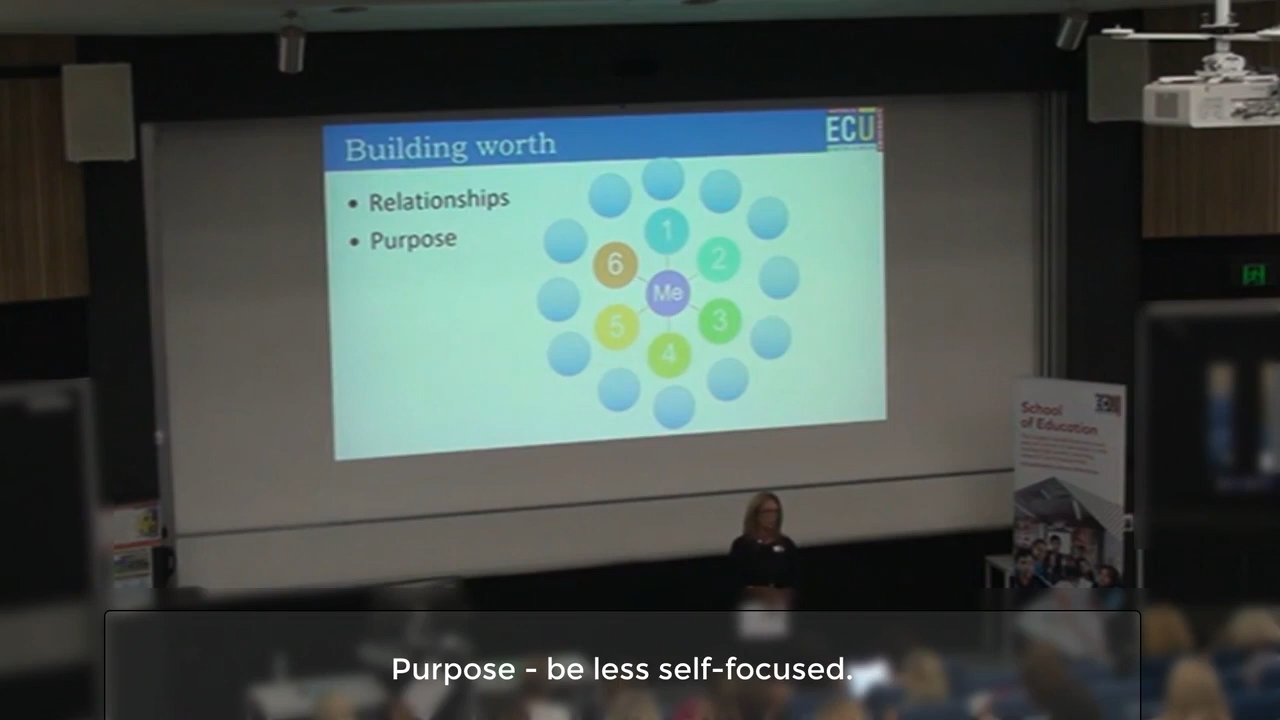 Building worth
ECU
• Relationships
• Purpose
1
6
2
Me
5
3
4
School
of Education
Purpose - be less self-focused.